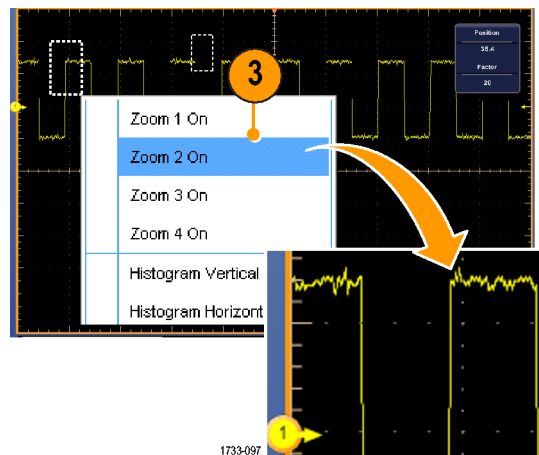 Position
38.4
Factor
20
3
Zoom 1 On
Zoom 2 On
Zoom 3 On
Zoom 4 On
Histogram Vertical
Histogram Horizont
1
1733-097